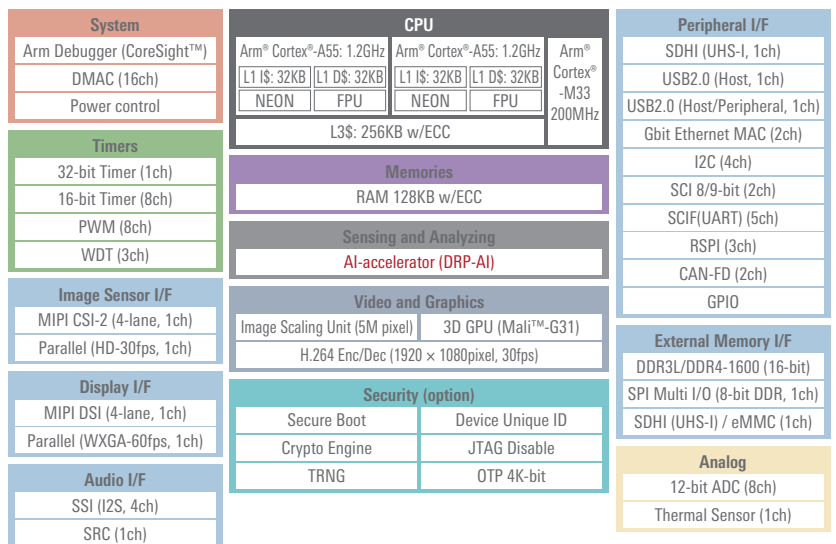 System
Arm Debugger (CoreSight™)
DMAC (16ch)
Power control
Timers
32-bit Timer (1ch)
16-bit Timer (8ch)
PWM (8ch)
WDT (3ch)
Image Sensor I/F
MIPI CSI-2 (4-lane, 1ch)
Parallel (HD-30fps, 1ch)
Display I/F
MIPI DSI (4-lane, 1ch)
Parallel (WXGA-60fps, 1ch)
Audio I/F
SSI (I2S, 4ch)
SRC (1ch)
CPU
Arm® Cortex®-A55: 1.2GHz
L1 I$: 32KB L1 D$: 32KB
NEON FPU
Arm® Cortex®-A55: 1.2GHz
L1 I$: 32KB L1 D$: 32KB
NEON FPU
Arm®
Cortex®
-M33
200MHz
L3$: 256KB w/ECC
Memories
RAM 128KB w/ECC
Sensing and Analyzing
AI-accelerator (DRP-AI)
Video and Graphics
Image Scaling Unit (5M pixel) 3D GPU (Mali™-G31)
H.264 Enc/Dec (1920 × 1080pixel, 30fps)
Security (option)
Secure Boot Device Unique ID
Crypto Engine JTAG Disable
TRNG OTP 4K-bit
Peripheral I/F
SDHI (UHS-I, 1ch)
USB2.0 (Host, 1ch)
USB2.0 (Host/Peripheral, 1ch)
Gbit Ethernet MAC (2ch)
I2C (4ch)
SCI 8/9-bit (2ch)
SCIF(UART) (5ch)
RSPI (3ch)
CAN-FD (2ch)
GPIO
External Memory I/F
DDR3L/DDR4-1600 (16-bit)
SPI Multi I/O (8-bit DDR, 1ch)
SDHI (UHS-I) / eMMC (1ch)
Analog
12-bit ADC (8ch)
Thermal Sensor (1ch)